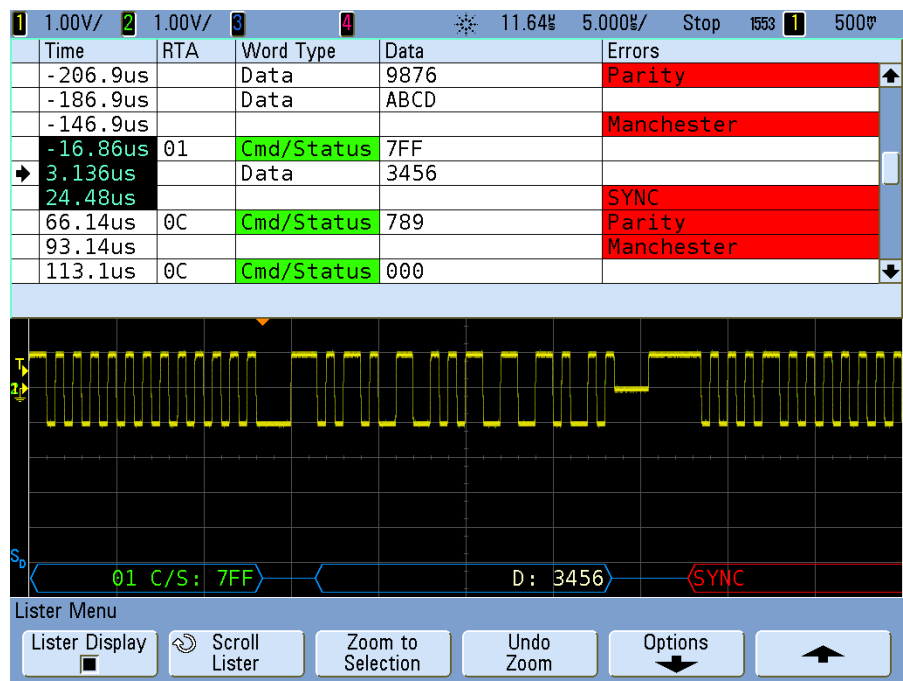 1 1.00V/ 2 1.00V/ 3 4 11.64µs 5.000µs/ Stop 1553 1 500mV
Time RTA Word Type Data Errors
-206.9us Data 9876 Parity
-186.9us Data ABCD
-146.9us Manchester
-16.86us 01 Cmd/Status 7FF
3.136us Data 3456
24.48us SYNC
66.14us 0C Cmd/Status 789 Parity
93.14us Manchester
113.1us 0C Cmd/Status 000
T
SD 01 C/S: 7FF D: 3456 SYNC
Lister Menu
Lister Display Scroll Lister Zoom to Selection Undo Zoom Options